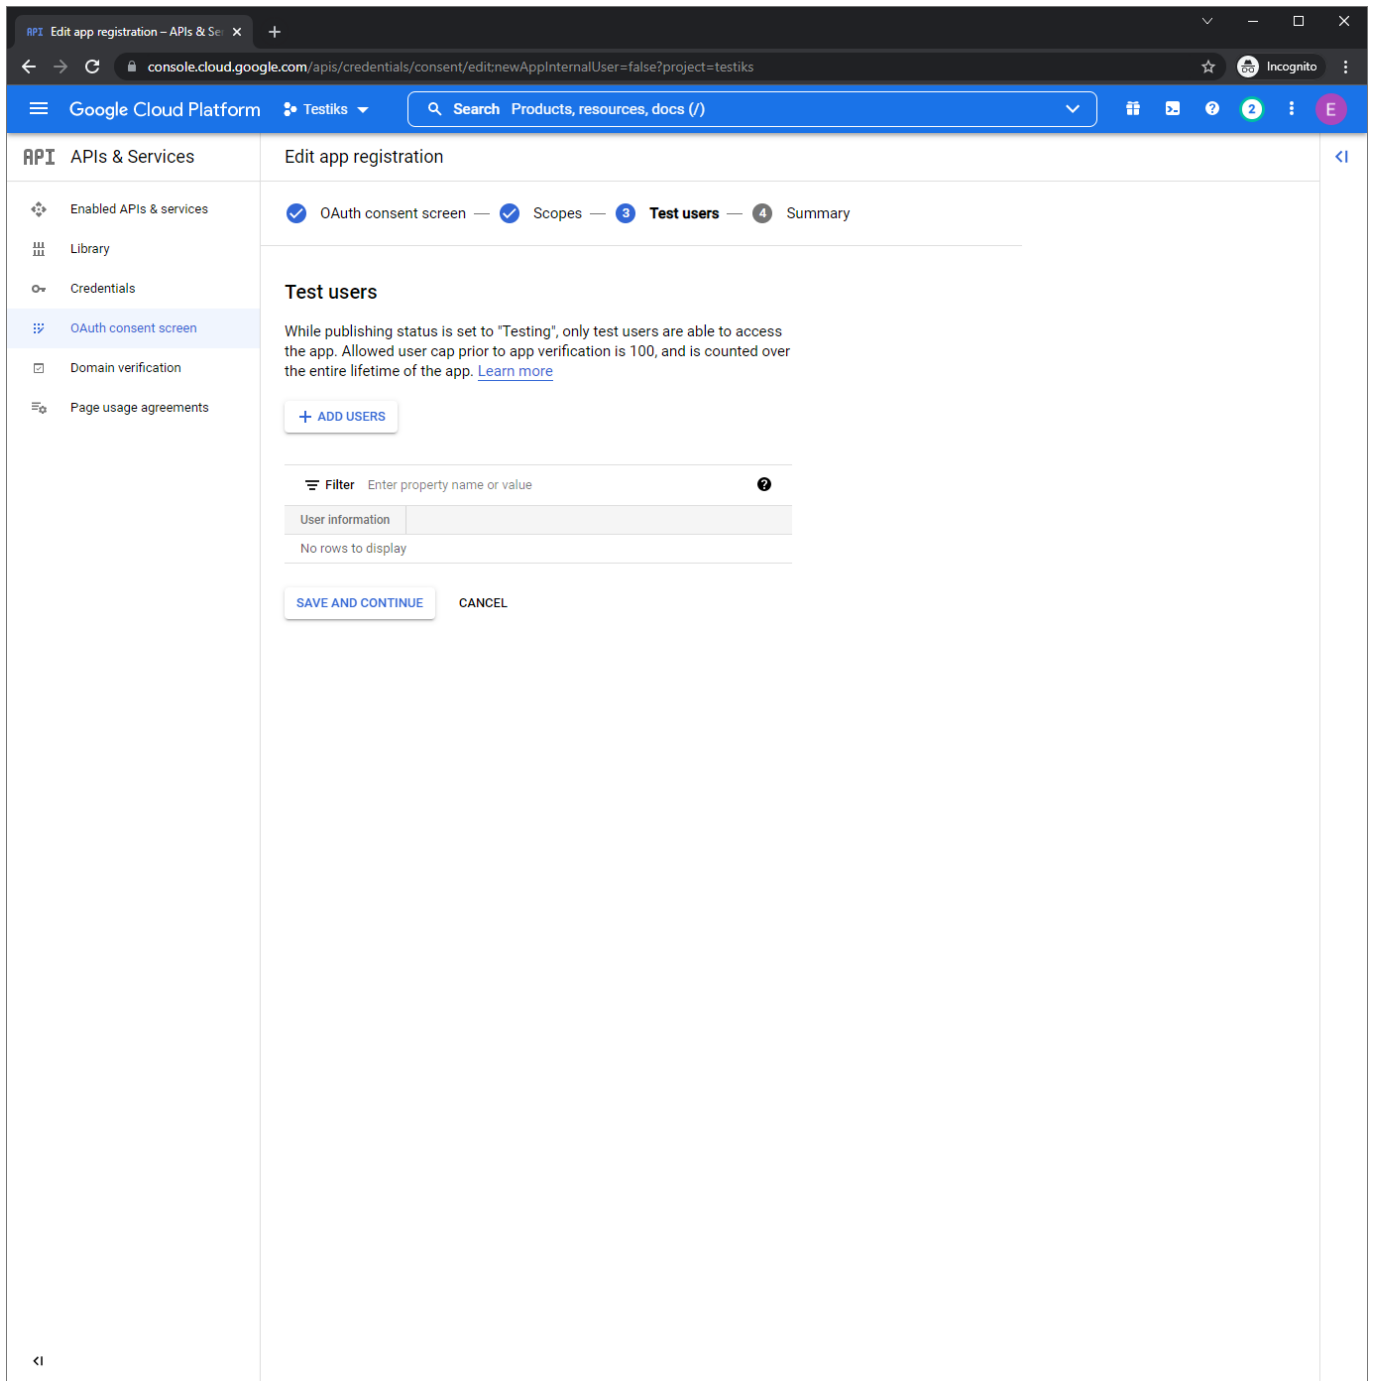 API Edit app registration – APIs & Se
console.cloud.google.com/apis/credentials/consent/edit;newAppInternalUser=false?project=testiks
Incognito
Google Cloud Platform
Testiks
Search Products, resources, docs (/)
2
E
API APIs & Services
Edit app registration
Enabled APIs & services
Library
Credentials
OAuth consent screen
Domain verification
Page usage agreements
OAuth consent screen — Scopes — 3 Test users — 4 Summary
Test users
While publishing status is set to "Testing", only test users are able to access
the app. Allowed user cap prior to app verification is 100, and is counted over
the entire lifetime of the app. Learn more
+ ADD USERS
Filter Enter property name or value
User information
No rows to display
SAVE AND CONTINUE
CANCEL